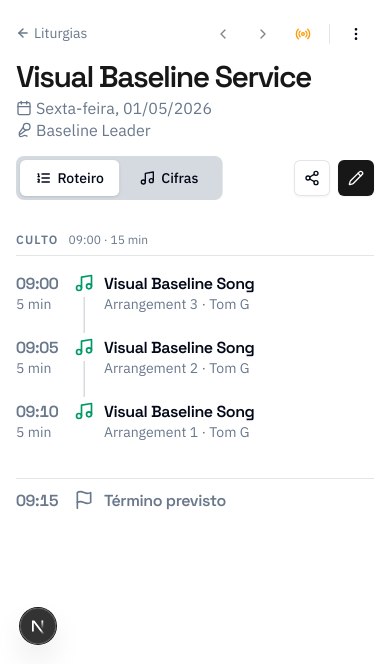 Liturgias
Visual Baseline Service
Sexta-feira, 01/05/2026
Baseline Leader
Roteiro
Cifras
CULTO 09:00 · 15 min
09:00 Visual Baseline Song
5 min Arrangement 3 · Tom G
09:05 Visual Baseline Song
5 min Arrangement 2 · Tom G
09:10 Visual Baseline Song
5 min Arrangement 1 · Tom G
09:15 Término previsto
N